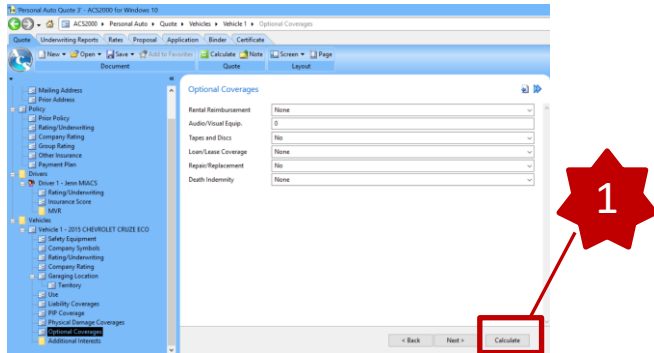 Personal Auto Quote 3' - ACS2000 for Windows 10
ACS2000 Personal Auto Quote Vehicles Vehicle 1 Optional Coverages
Quote Underwriting Reports Rates Proposal Application Binder Certificate
New Open Save Add to Favorites Calculate Note Screen Page
Document Quote Layout
Mailing Address
Prior Address
Policy
Prior Policy
Rating/Underwriting
Company Rating
Group Rating
Other Insurance
Payment Plan
Drivers
Driver 1 - Jenn MIACS
Rating/Underwriting
Insurance Score
MVR
Vehicles
Vehicle 1 - 2015 CHEVROLET CRUZE ECO
Safety Equipment
Company Symbols
Rating/Underwriting
Company Rating
Garaging Location
Territory
Use
Liability Coverages
PIP Coverage
Physical Damage Coverages
Optional Coverages
Additional Interests
Optional Coverages
Rental Reimbursement None
Audio/Visual Equip. 0
Tapes and Discs No
Loan/Lease Coverage None
Repair/Replacement No
Death Indemnity None
< Back Next > Calculate
1